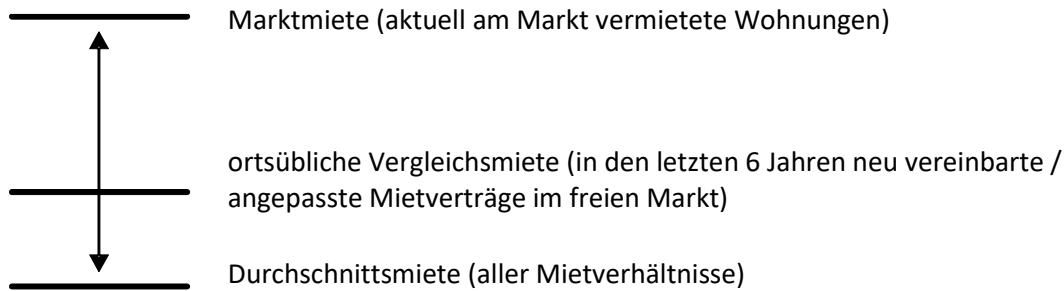 Marktmiete (aktuell am Markt vermietete Wohnungen)
ortsübliche Vergleichsmiete (in den letzten 6 Jahren neu vereinbarte /
angepasste Mietverträge im freien Markt)
Durchschnittsmiete (aller Mietverhältnisse)